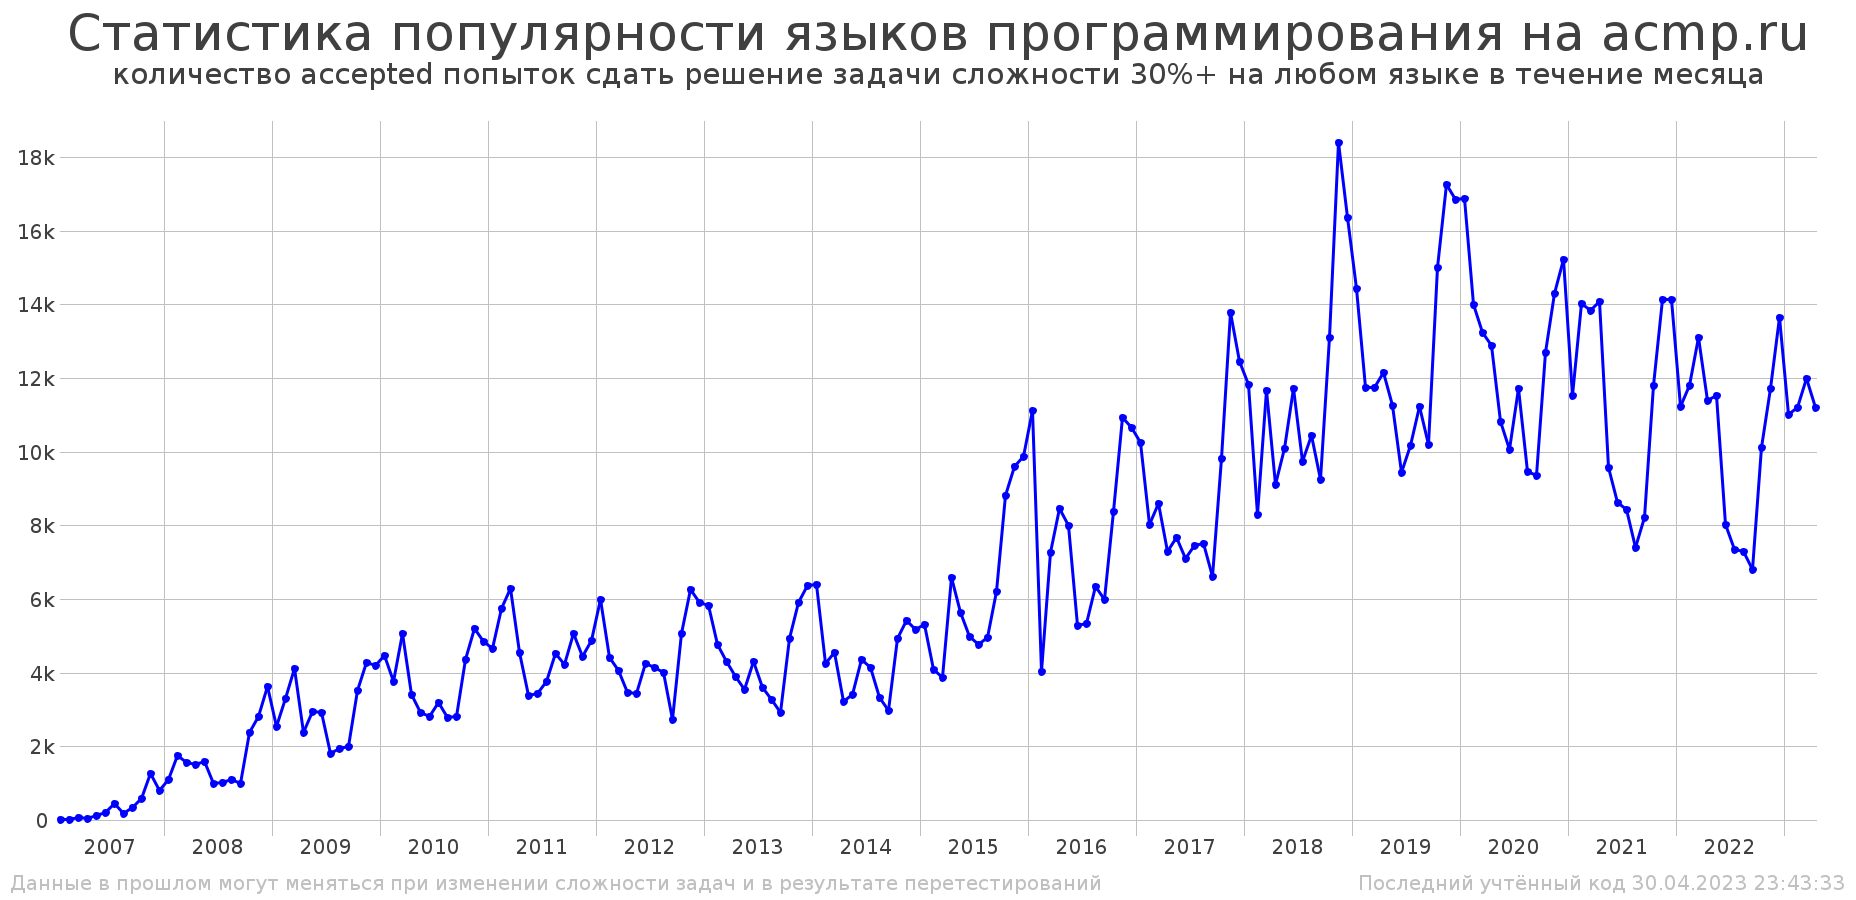 Статистика популярности языков программирования на acmp.ru
количество accepted попыток сдать решение задачи сложности 30%+ на любом языке в течение месяца
18k
16k
14k
12k
10k
8k
6k
4k
2k
0
2007 2008 2009 2010 2011 2012 2013 2014 2015 2016 2017 2018 2019 2020 2021 2022
Данные в прошлом могут меняться при изменении сложности задач и в результате перетестирований
Последний учтённый код 30.04.2023 23:43:33